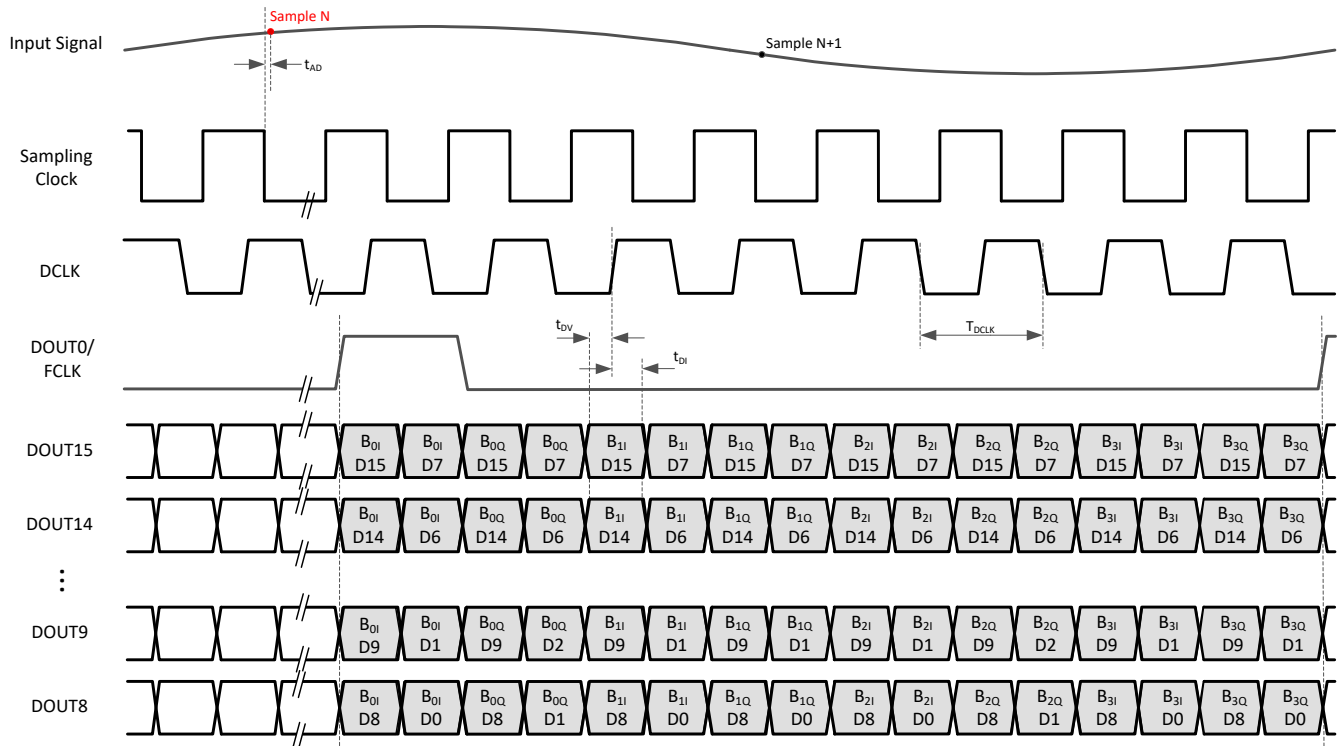 Sample N
Input Signal
Sample N+1
tAD
Sampling
Clock
DCLK
tDV
TDCLK
DOUT0/
FCLK
tDI
DOUT15
B0I B0I B0Q B0Q B1I B1I B1Q B1Q B2I B2I B2Q B2Q B3I B3I B3Q B3Q
D15 D7 D15 D7 D15 D7 D15 D7 D15 D7 D15 D7 D15 D7 D15 D7
DOUT14
B0I B0I B0Q B0Q B1I B1I B1Q B1Q B2I B2I B2Q B2Q B3I B3I B3Q B3Q
D14 D6 D14 D6 D14 D6 D14 D6 D14 D6 D14 D6 D14 D6 D14 D6
DOUT9
B0I B0I B0Q B0Q B1I B1I B1Q B1Q B2I B2I B2Q B2Q B3I B3I B3Q B3Q
D9 D1 D9 D2 D9 D1 D9 D1 D9 D1 D9 D2 D9 D1 D9 D1
DOUT8
B0I B0I B0Q B0Q B1I B1I B1Q B1Q B2I B2I B2Q B2Q B3I B3I B3Q B3Q
D8 D0 D8 D1 D8 D0 D8 D0 D8 D0 D8 D1 D8 D0 D8 D0